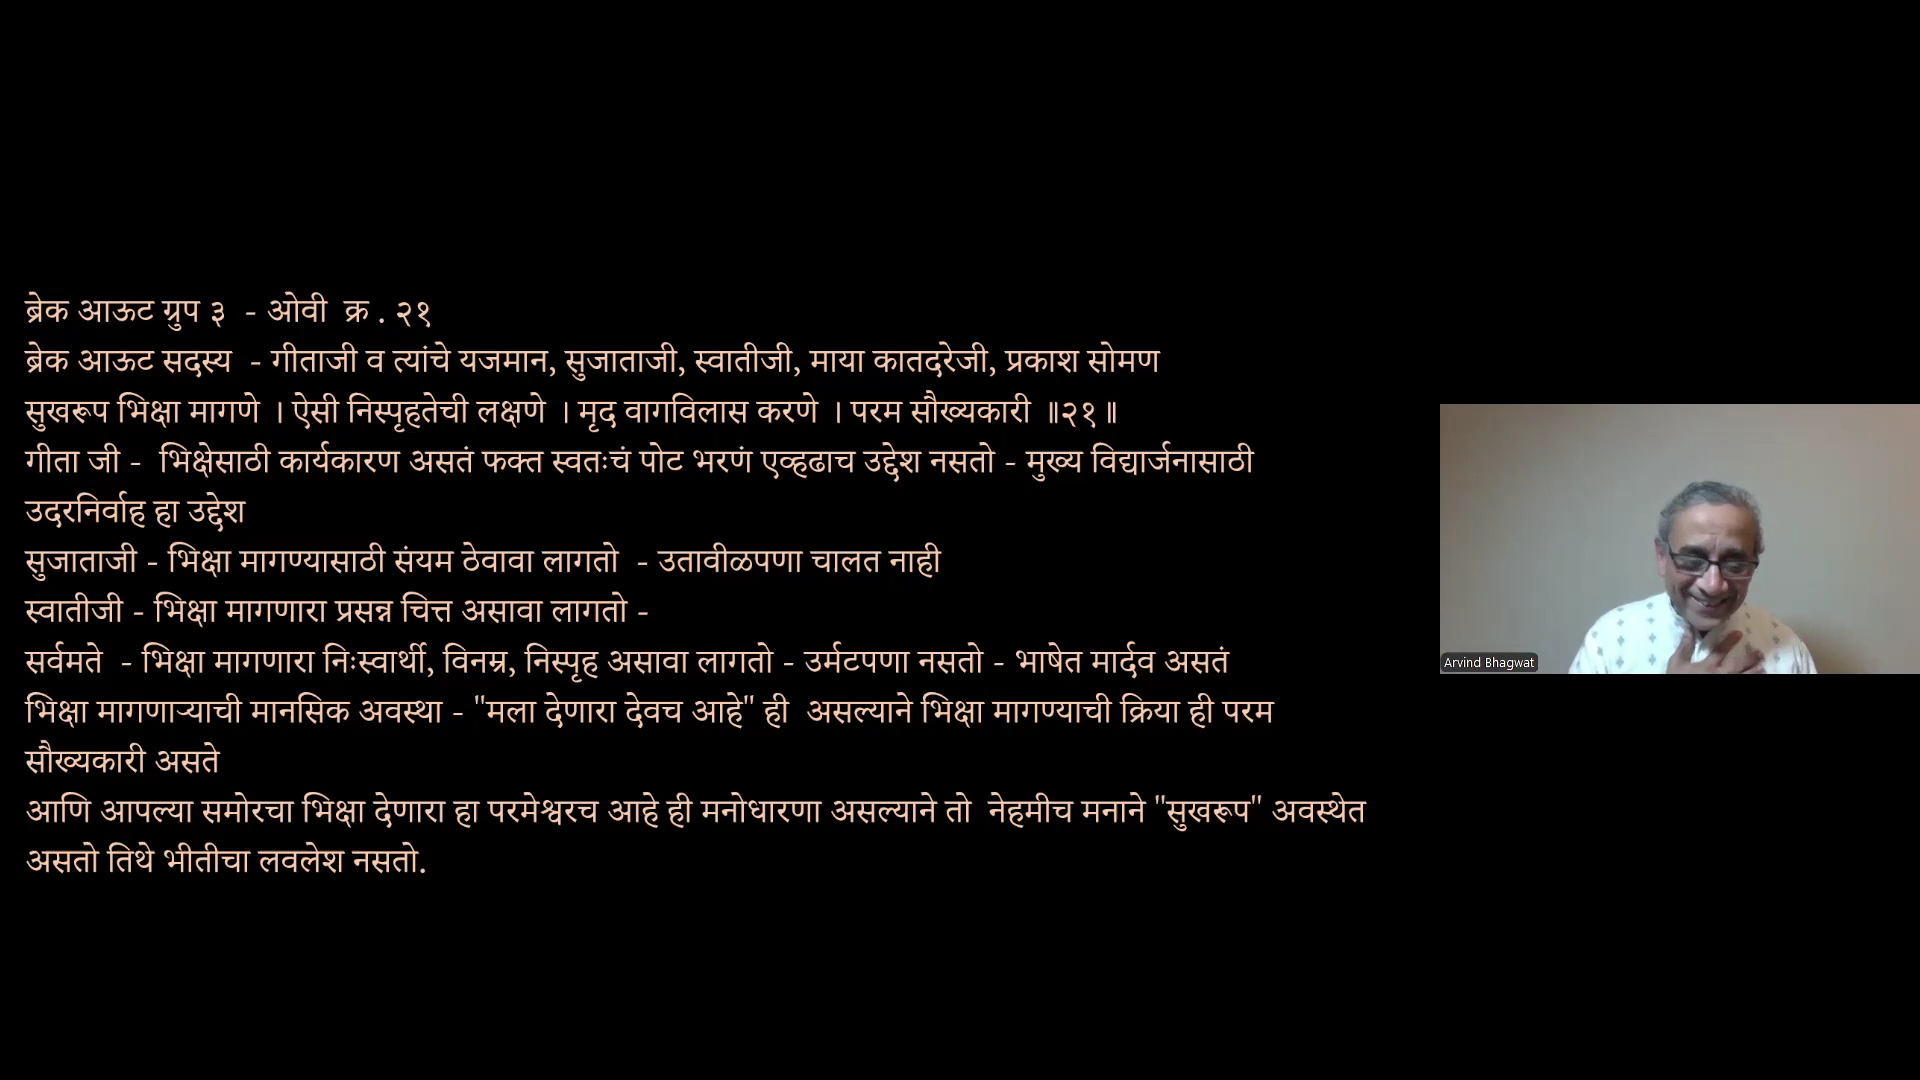 ब्रेक आऊट ग्रुप ३  - ओवी  क्र . २१
ब्रेक आऊट सदस्य  - गीताजी व त्यांचे यजमान, सुजाताजी, स्वातीजी, माया कातदरेजी, प्रकाश सोमण
सुखरूप भिक्षा मागणे । ऐसी निस्पृहतेची लक्षणे । मृद वागविलास करणे । परम सौख्यकारी ॥२१॥
गीता जी -  भिक्षेसाठी कार्यकारण असतं फक्त स्वतःचं पोट भरणं एव्हढाच उद्देश नसतो - मुख्य विद्यार्जनासाठी
उदरनिर्वाह हा उद्देश
सुजाताजी - भिक्षा मागण्यासाठी संयम ठेवावा लागतो  - उतावीळपणा चालत नाही
स्वातीजी - भिक्षा मागणारा प्रसन्न चित्त असावा लागतो -
सर्वमते  - भिक्षा मागणारा निःस्वार्थी, विनम्र, निस्पृह असावा लागतो - उर्मटपणा नसतो - भाषेत मार्दव असतं
भिक्षा मागणाऱ्याची मानसिक अवस्था - "मला देणारा देवच आहे" ही  असल्याने भिक्षा मागण्याची क्रिया ही परम
सौख्यकारी असते
आणि आपल्या समोरचा भिक्षा देणारा हा परमेश्वरच आहे ही मनोधारणा असल्याने तो  नेहमीच मनाने "सुखरूप" अवस्थेत
असतो तिथे भीतीचा लवलेश नसतो.
Arvind Bhagwat